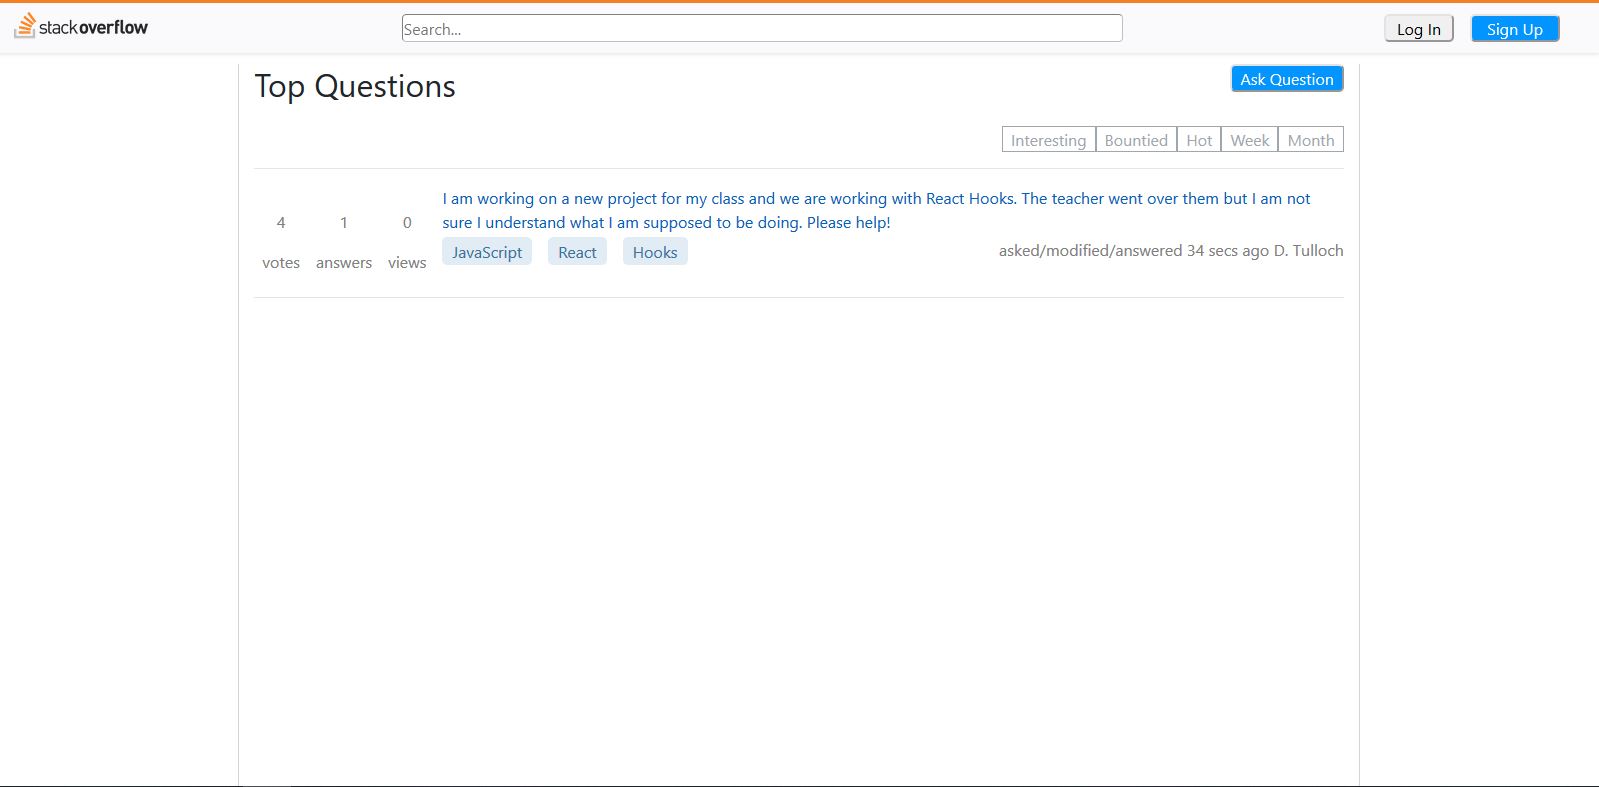 stackoverflow Search... Log In Sign Up
Top Questions Ask Question
Interesting Bountied Hot Week Month
I am working on a new project for my class and we are working with React Hooks. The teacher went over them but I am not
4 1 0 sure I understand what I am supposed to be doing. Please help!
votes answers views JavaScript React Hooks asked/modified/answered 34 secs ago D. Tulloch